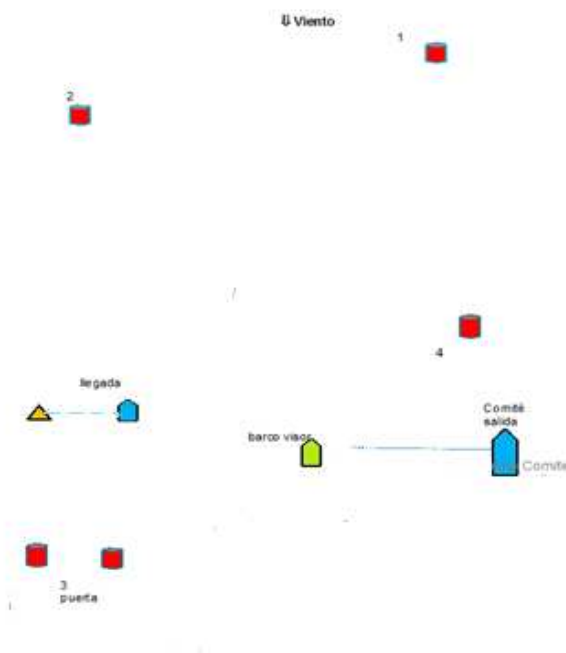 ⇓ Viento
1
2
4
llegada
Comité
salida
barco visor
Comite
3
puerta